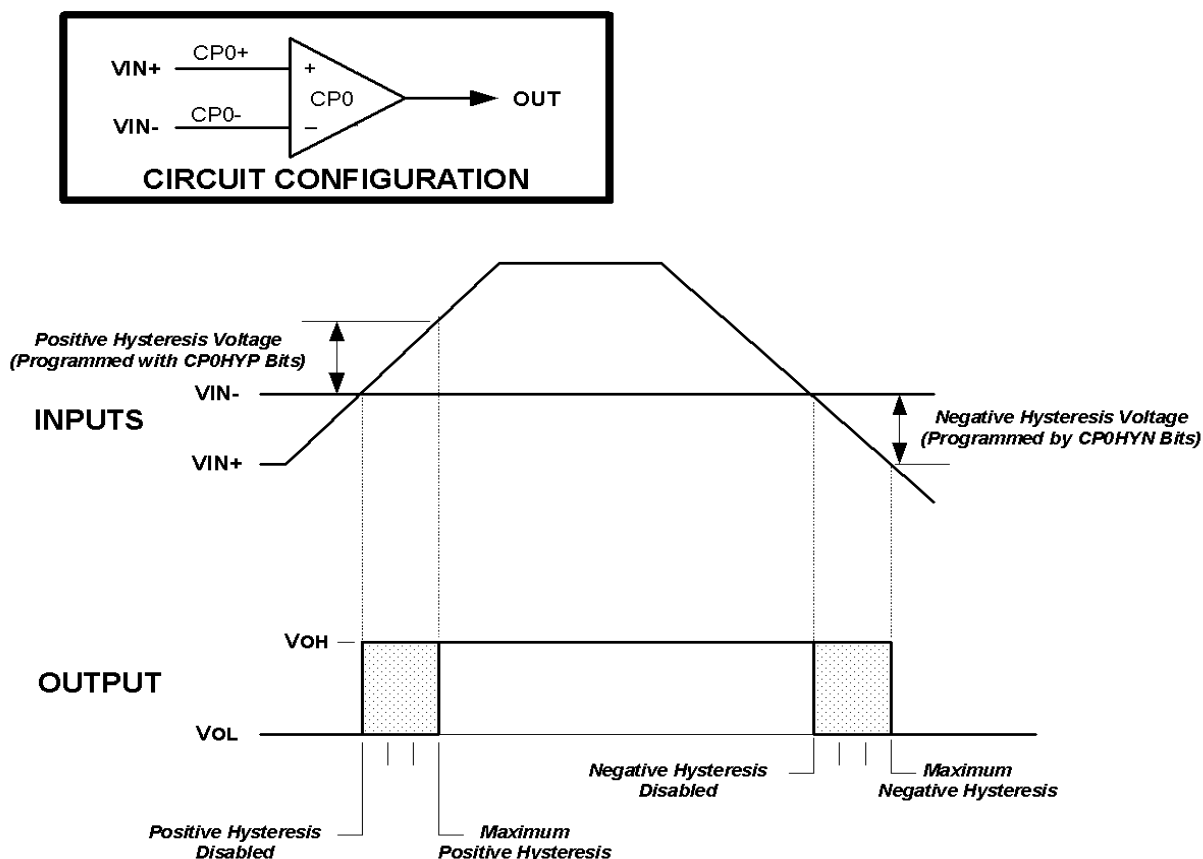 VIN+
CP0+
+
CP0
VIN-
CP0-
–
OUT
CIRCUIT CONFIGURATION
Positive Hysteresis Voltage
(Programmed with CP0HYP Bits)
VIN-
INPUTS
VIN+
Negative Hysteresis Voltage
(Programmed by CP0HYN Bits)
VOH
OUTPUT
VOL
Negative Hysteresis
Disabled
Maximum
Negative Hysteresis
Positive Hysteresis
Disabled
Maximum
Positive Hysteresis